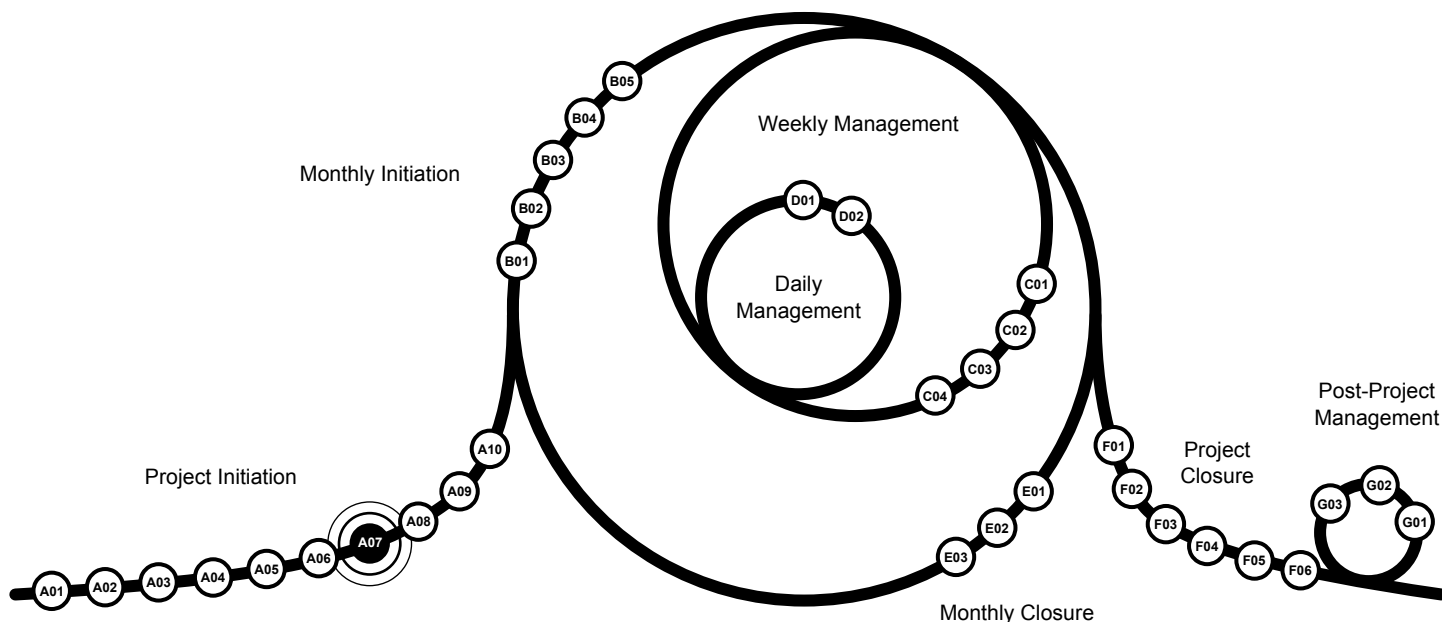 Project Initiation
A01
A02
A03
A04
A05
A06
A07
A08
A09
A10
Monthly Initiation
B01
B02
B03
B04
B05
Weekly Management
C01
C02
C03
C04
Daily
Management
D01
D02
Monthly Closure
E01
E02
E03
Project
Closure
F01
F02
F03
F04
F05
F06
Post-Project
Management
G01
G02
G03